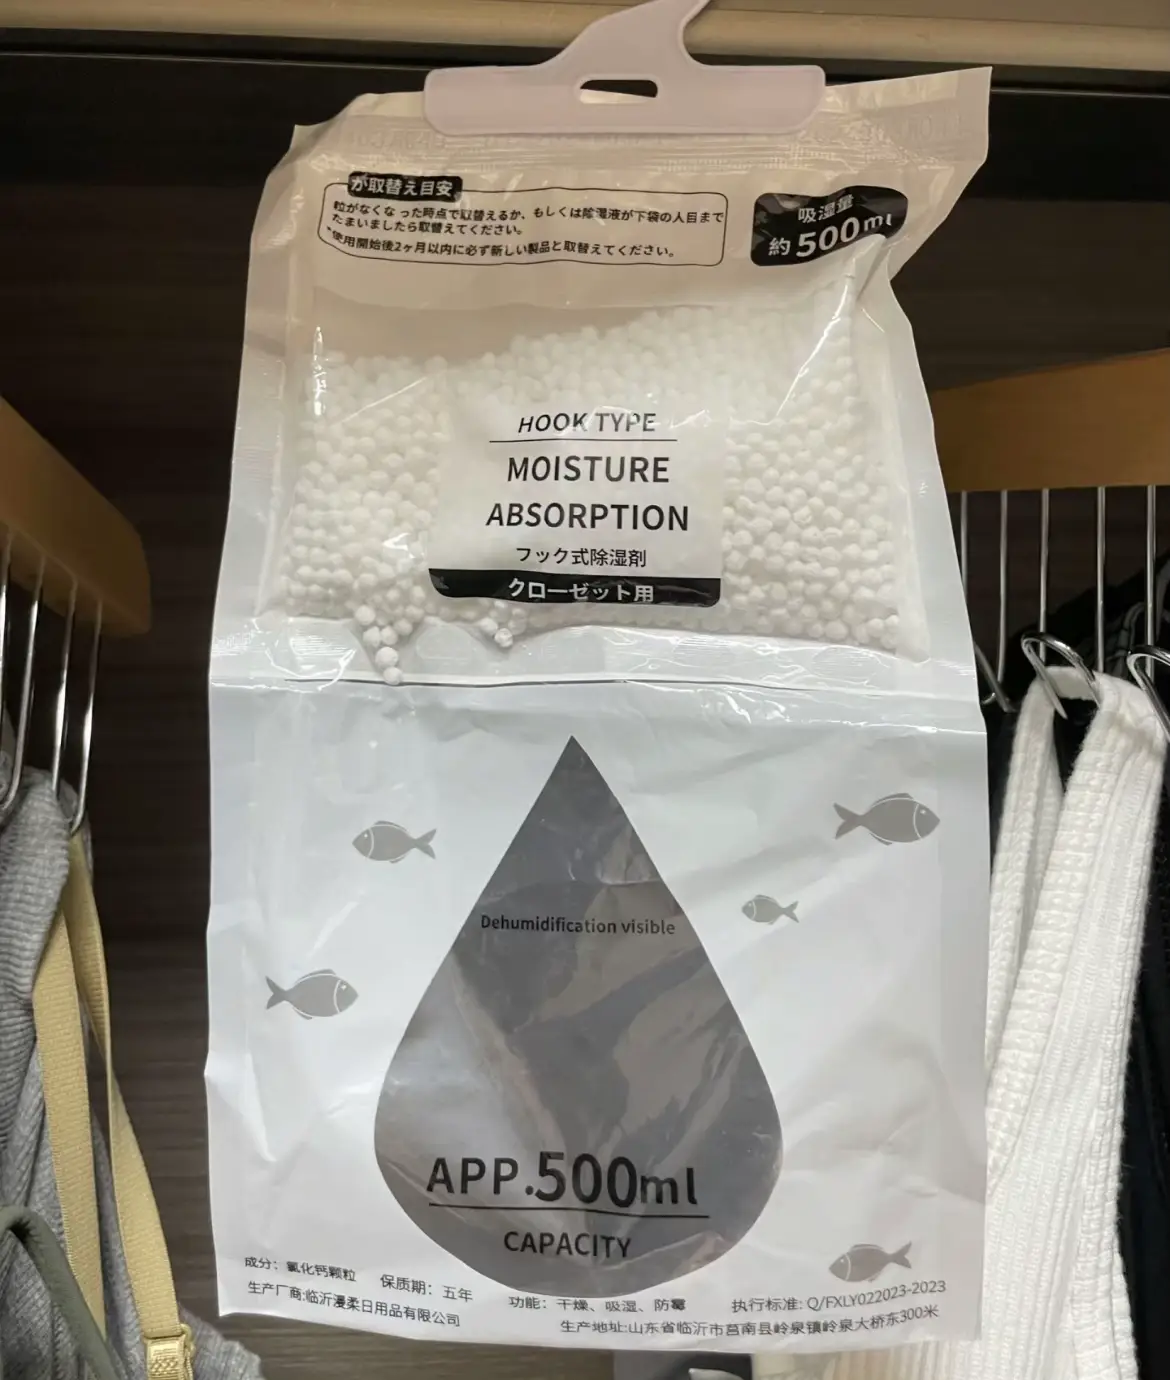 が取替え目安
粒がなくなった時点で取替えるか、もしくは除湿液が下袋の人目まで
たまいましたら取替えてください。
*使用開始後2ヶ月以内に必ず新しい製品と取替えてください。
吸湿量
約500ml
HOOK TYPE
MOISTURE
ABSORPTION
フック式除湿剤
クローゼット用
Dehumidification visible
APP.500ml
CAPACITY
成分：氯化钙颗粒 保质期：五年 功能：干燥、吸湿、防霉 执行标准：Q/FXLY022023-2023
生产厂商:临沂漫柔日用品有限公司 生产地址:山东省临沂市莒南县岭泉镇岭泉大桥东300米